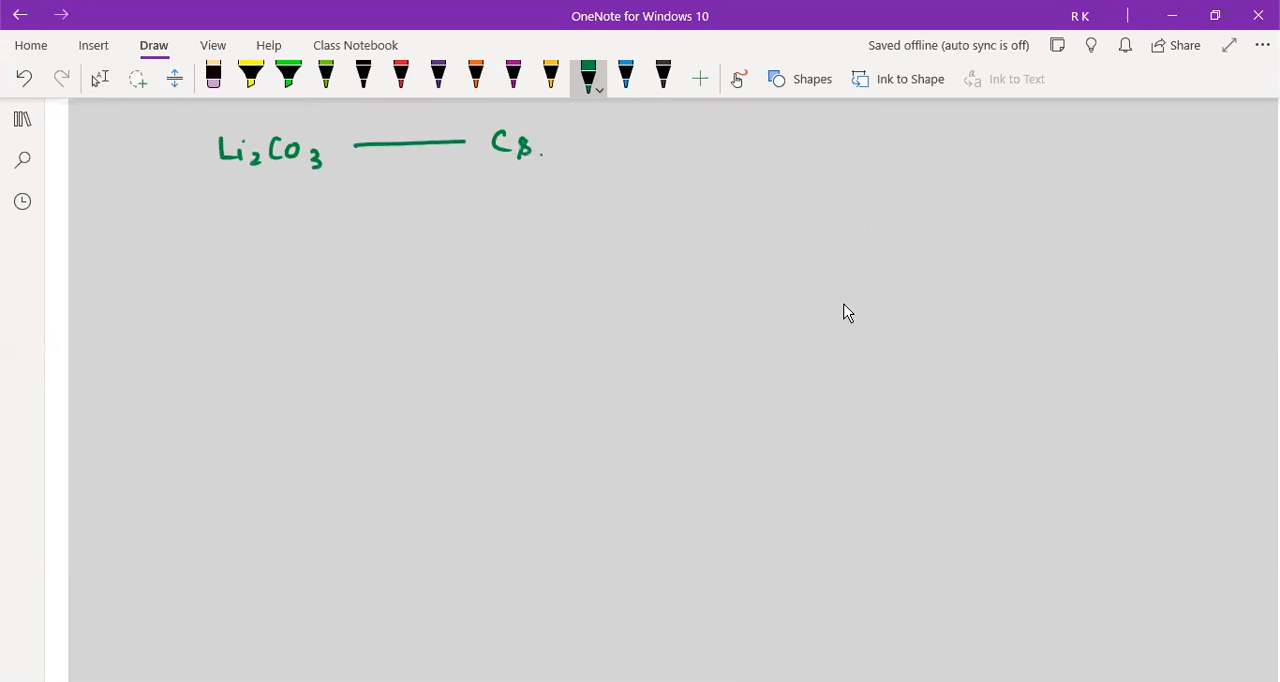 OneNote for Windows 10
R K
Home Insert Draw View Help Class Notebook
Saved offline (auto sync is off)
Share
Shapes
Ink to Shape
Ink to Text
Li₂CO₃ —— Cs.